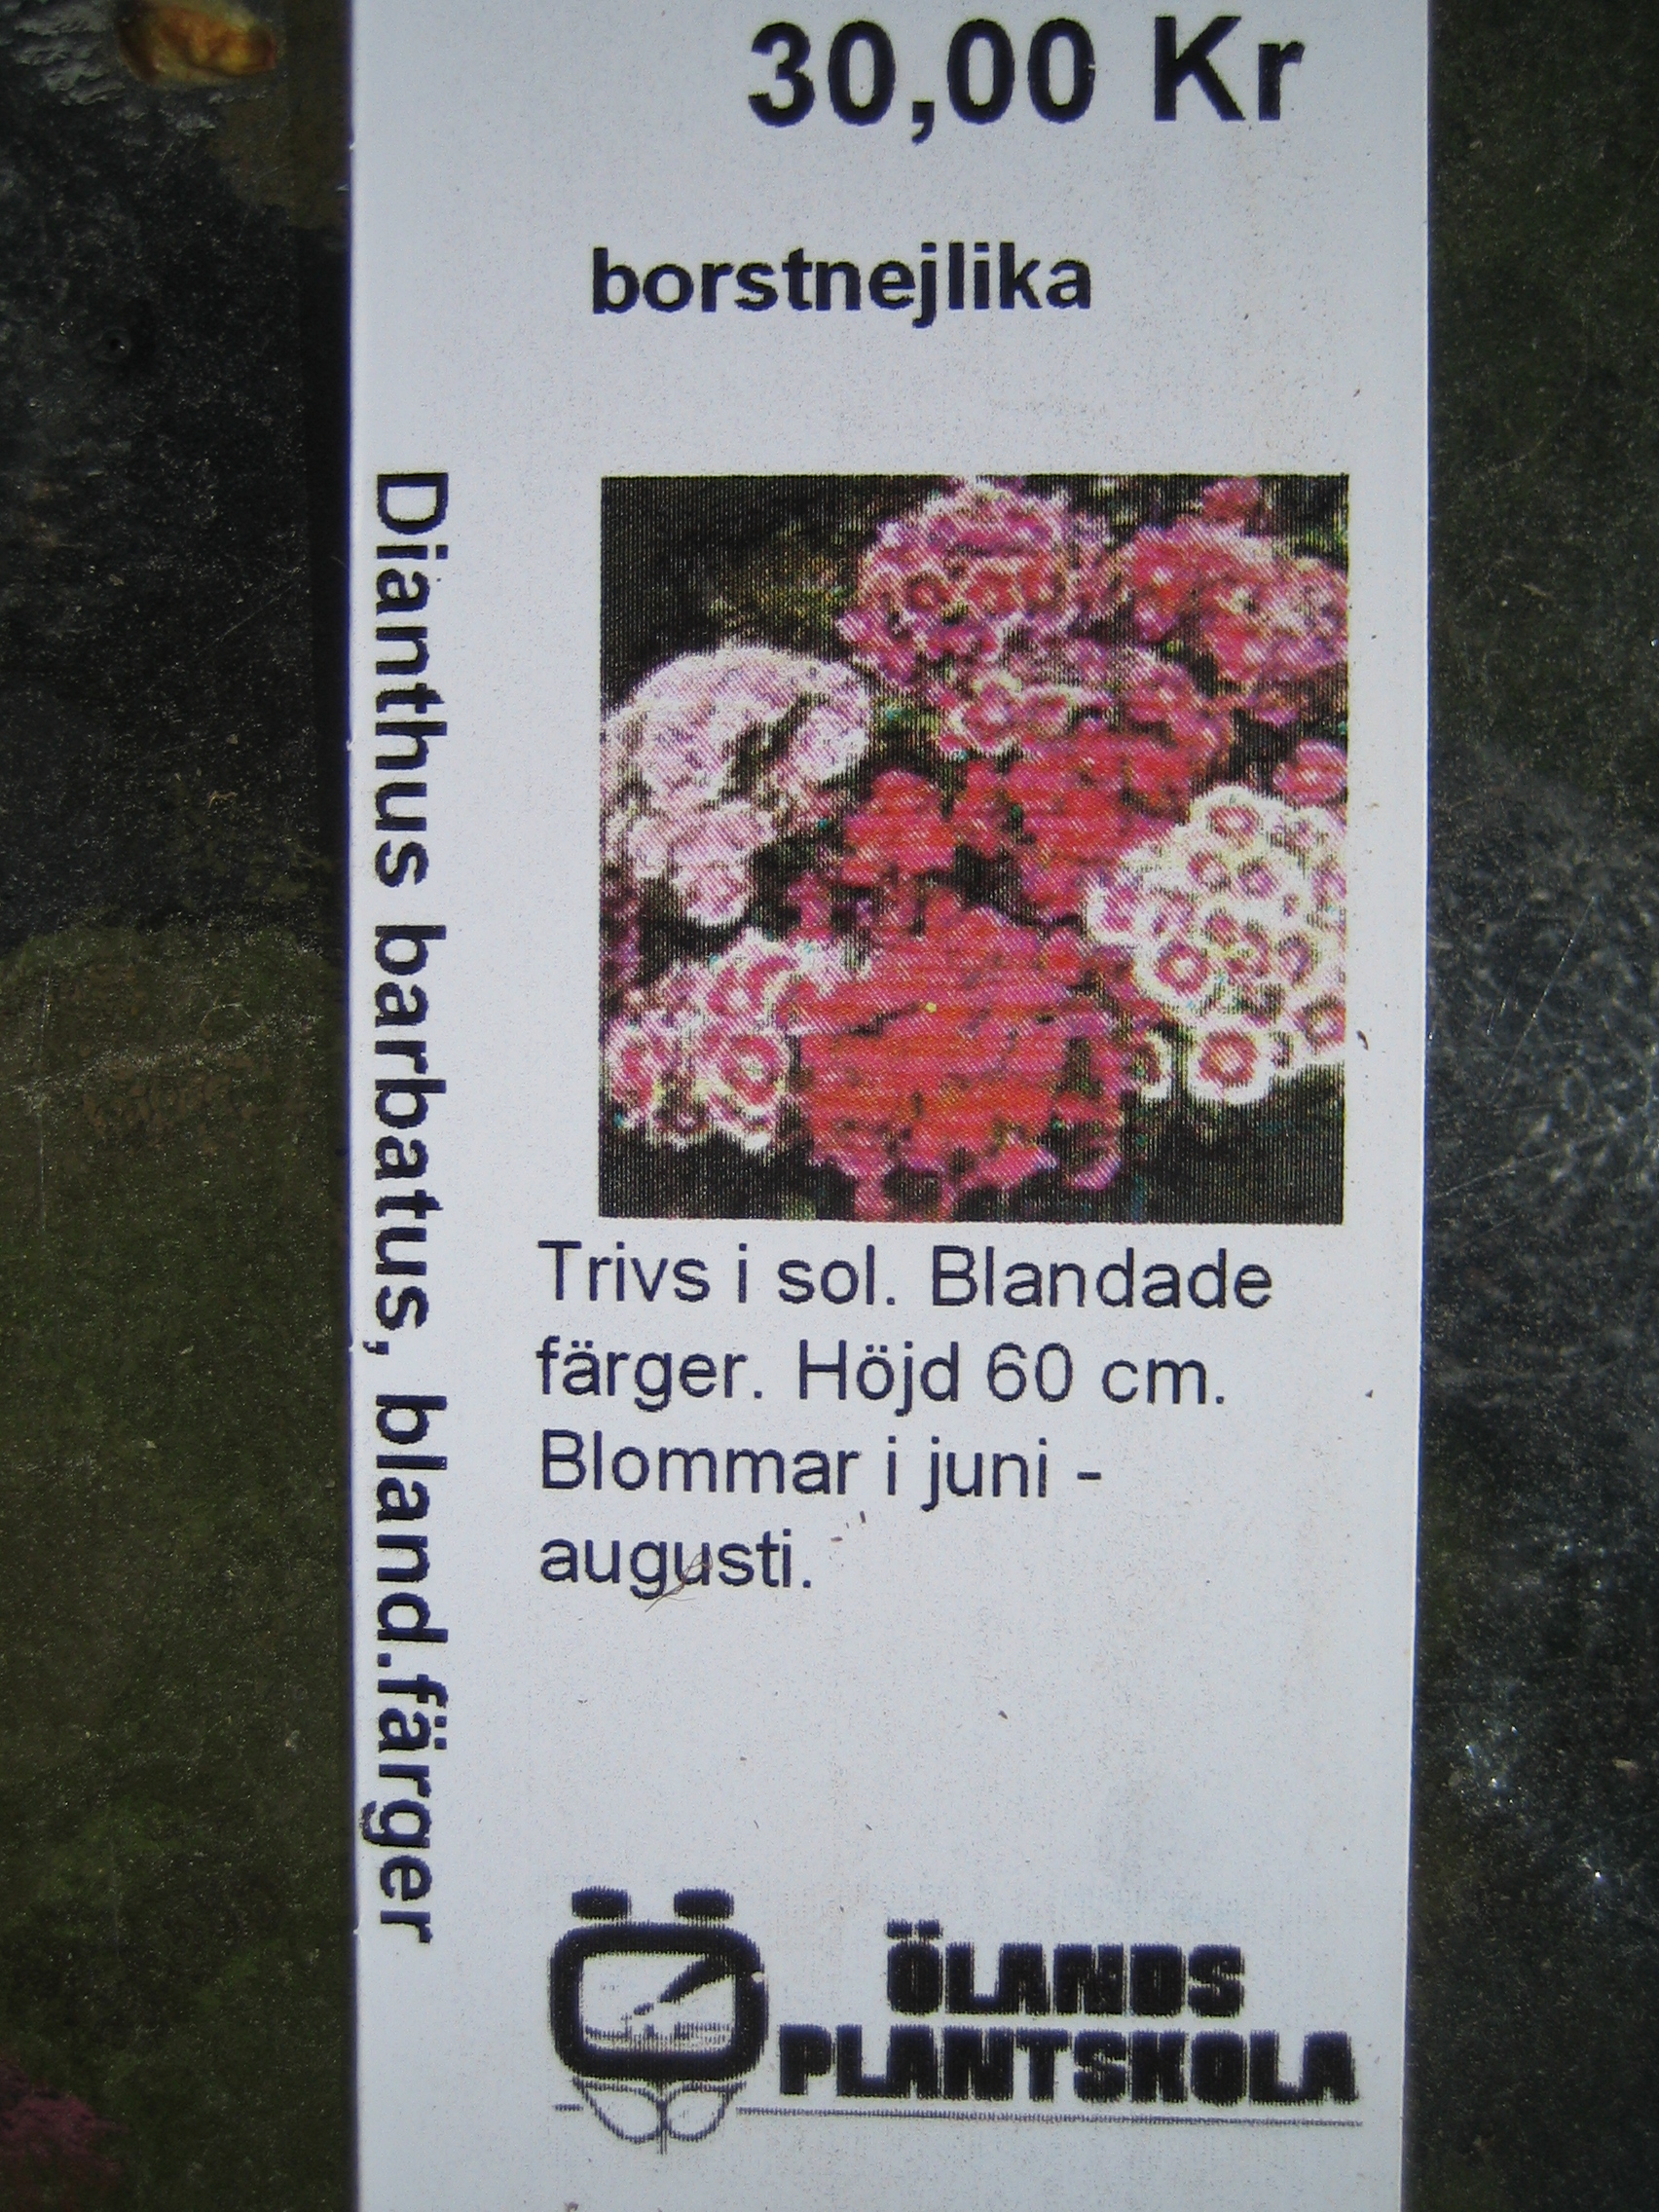 30,00 Kr
borstnejlika
Dianthus barbatus, bland.färger
Trivs i sol. Blandade
färger. Höjd 60 cm.
Blommar i juni -
augusti.
ÖLANDS
PLANTSKOLA